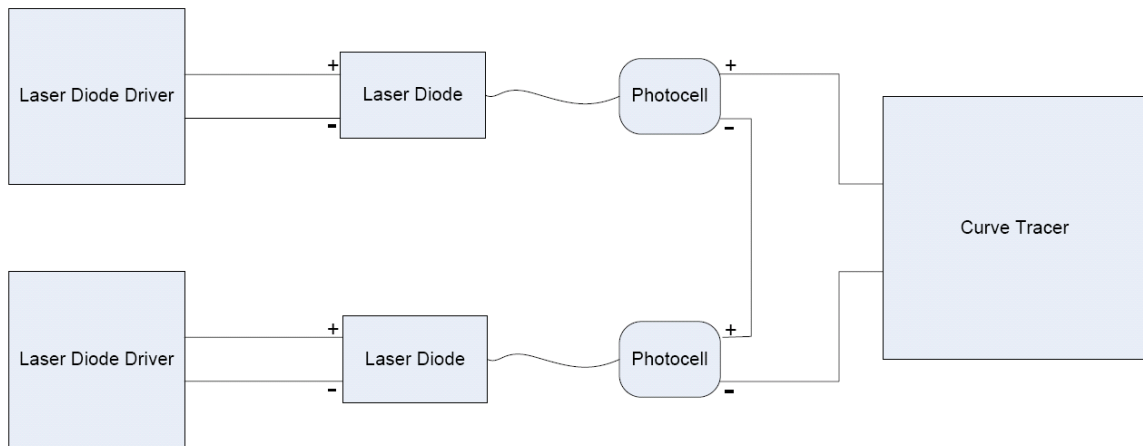 +
+
Laser Diode Driver
Laser Diode
Photocell
-
-
Curve Tracer
+
+
Laser Diode Driver
Laser Diode
Photocell
-
-